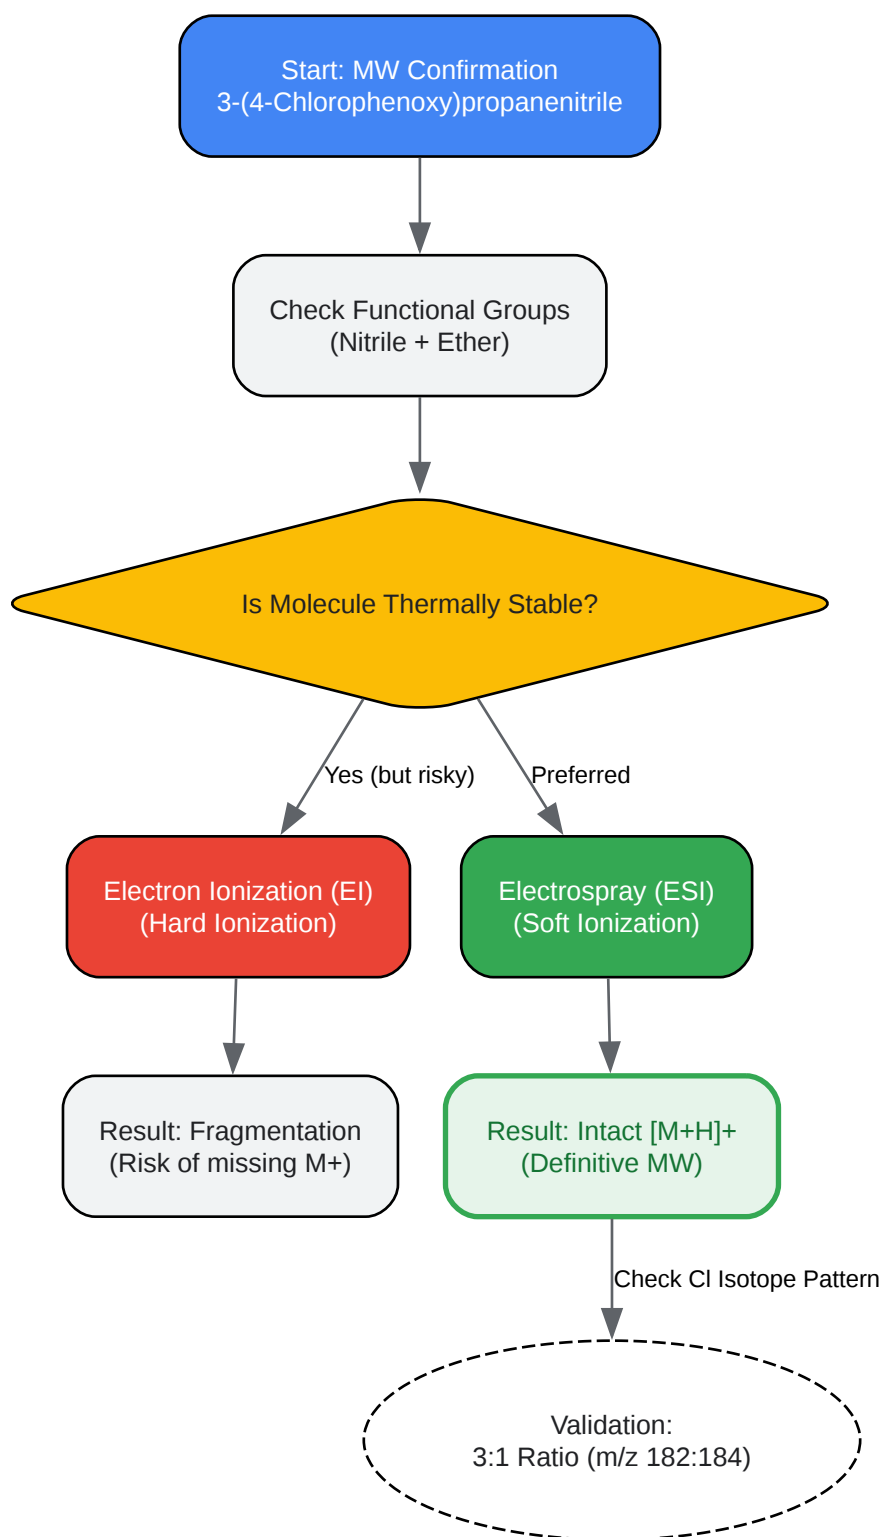 Start: MW Confirmation
3-(4-Chlorophenoxy)propanenitrile
Check Functional Groups
(Nitrile + Ether)
Is Molecule Thermally Stable?
Yes (but risky)
Preferred
Electron Ionization (EI)
(Hard Ionization)
Electrospray (ESI)
(Soft Ionization)
Result: Fragmentation
(Risk of missing M+)
Result: Intact [M+H]+
(Definitive MW)
Check Cl Isotope Pattern
Validation:
3:1 Ratio (m/z 182:184)